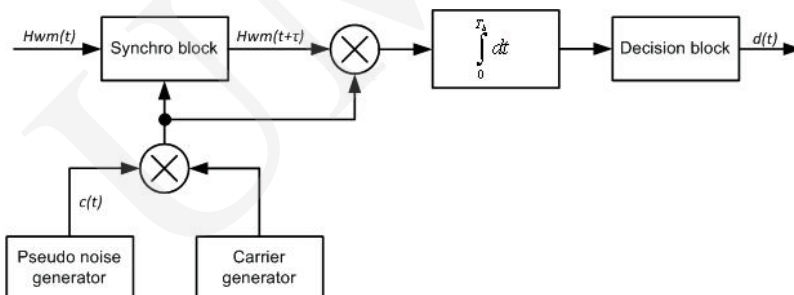 Hwm(t)
Synchro block
Hwm(t+τ)
T_b
∫ dt
0
Decision block
d(t)
c(t)
Pseudo noise
generator
Carrier
generator